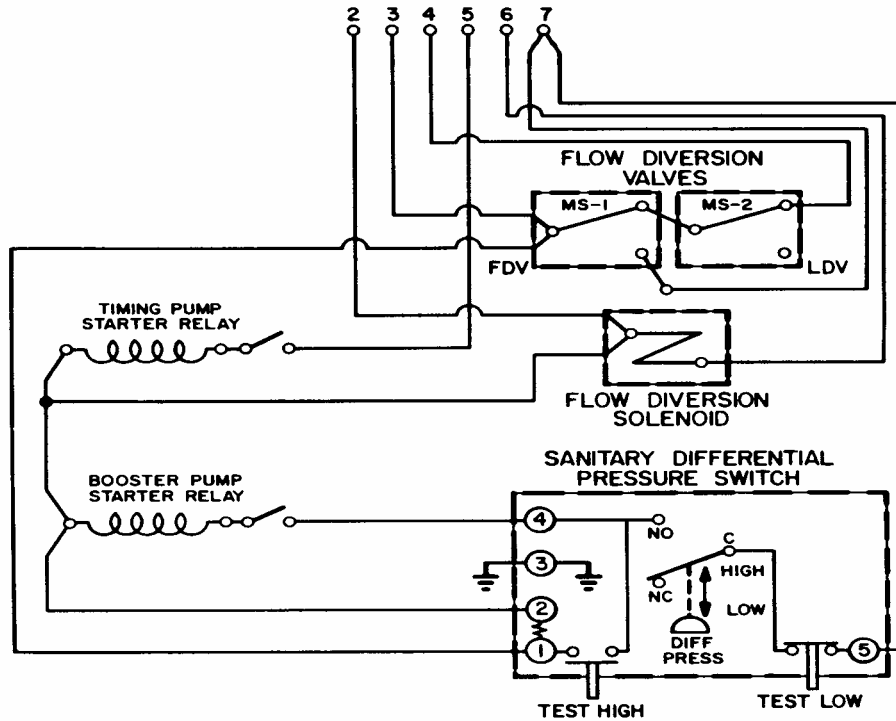 2 3 4 5 6 7
FLOW DIVERSION
VALVES
MS-1
MS-2
FDV
LDV
TIMING PUMP
STARTER RELAY
FLOW DIVERSION
SOLENOID
SANITARY DIFFERENTIAL
PRESSURE SWITCH
BOOSTER PUMP
STARTER RELAY
4
NO
C
3
HIGH
NC
2
LOW
DIFF
PRESS
1
5
TEST HIGH
TEST LOW